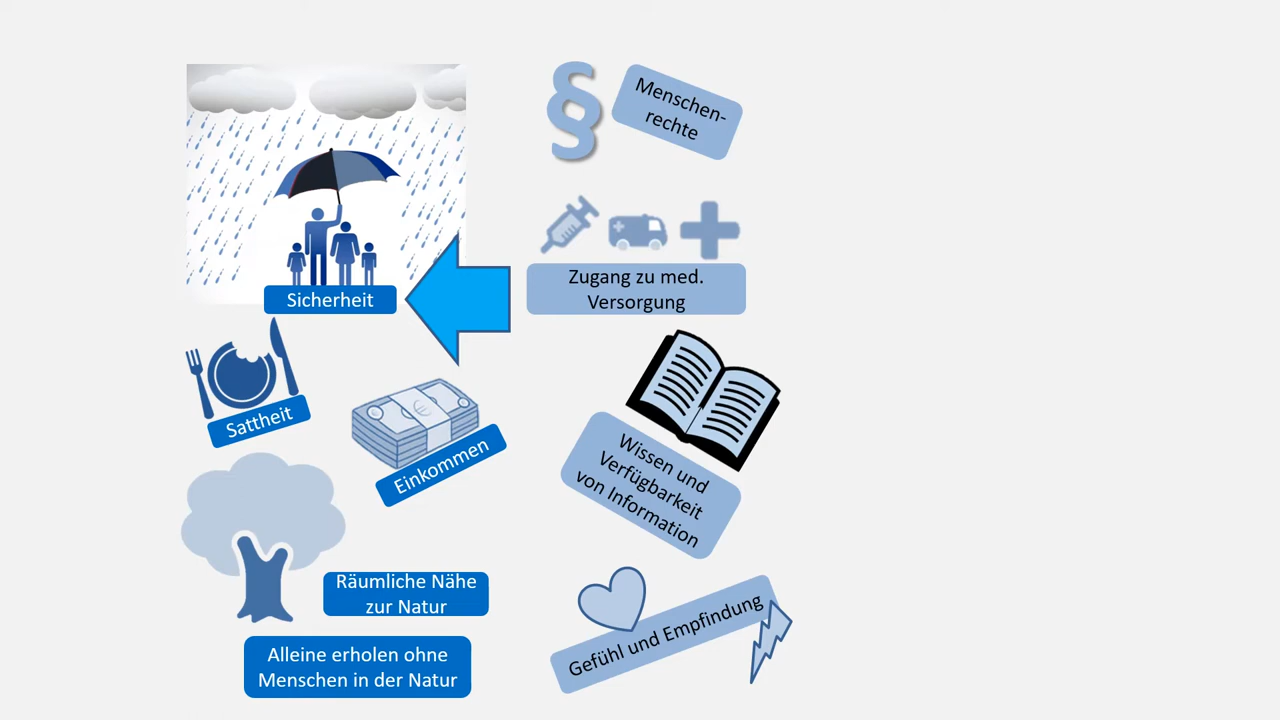 Sicherheit
Sattheit
Einkommen
Räumliche Nähe
zur Natur
Alleine erholen ohne
Menschen in der Natur
§
Menschen-
rechte
Zugang zu med.
Versorgung
Wissen und
Verfügbarkeit
von Information
Gefühl und Empfindung